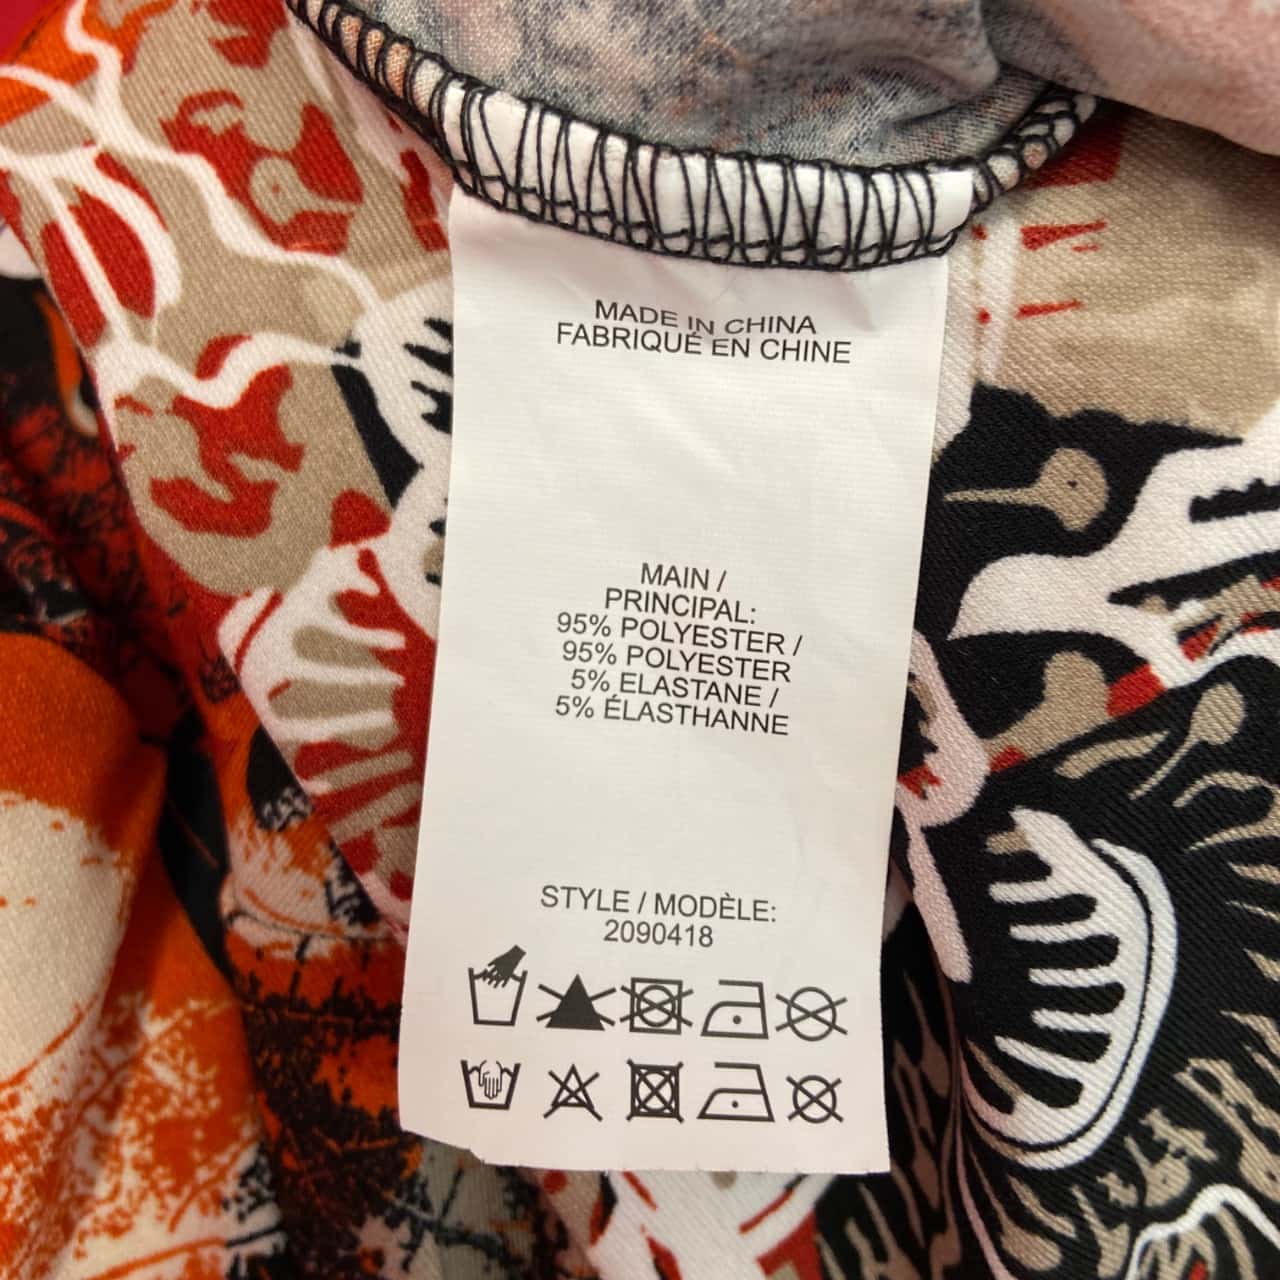 MADE IN CHINA
FABRIQUÉ EN CHINE
MAIN /
PRINCIPAL:
95% POLYESTER /
95% POLYESTER
5% ELASTANE /
5% ÉLASTHANNE
STYLE / MODÈLE:
2090418